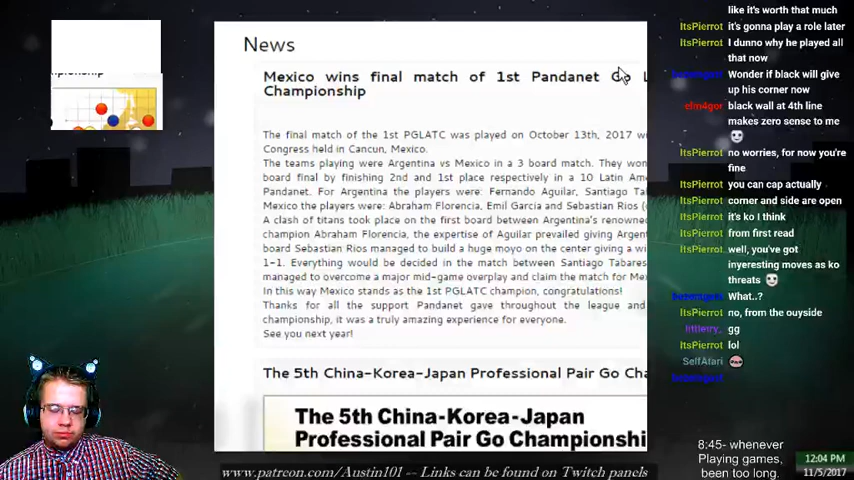 News
Mexico wins final match of 1st Pandanet Go L
Championship
The final match of the 1st PGLATC was played on October 13th, 2017 wi
Congress held in Cancun, Mexico.
The teams playing were Argentina vs Mexico in a 3 board match. They won
board final by finishing 2nd and 1st place respectively in a 10 Latin Ame
Pandanet. For Argentina the players were: Fernando Aguilar, Santiago Tab
Mexico the players were: Abraham Florencia, Emil Garcia and Sebastian Rios (
A clash of titans took place on the first board between Argentina's renowned
champion Abraham Florencia, the expertise of Aguilar prevailed giving Argen
board Sebastian Rios managed to build a huge moyo on the center giving a wi
1-1. Everything would be decided in the match between Santiago Tabares
managed to overcome a major mid-game overplay and claim the match for Mex
In this way Mexico stands as the 1st PGLATC champion, congratulations!
Thanks for all the support Pandanet gave throughout the league and
championship, it was a truly amazing experience for everyone.
See you next year!
The 5th China-Korea-Japan Professional Pair Go Cha
The 5th China-Korea-Japan
Professional Pair Go Championshi
like it's worth that much
ItsPierrot it's gonna play a role later
ItsPierrot I dunno why he played all
that now
Wonder if black will give
up his corner now
elm4gor black wall at 4th line
makes zero sense to me
ItsPierrot no worries, for now you're
fine
ItsPierrot you can cap actually
ItsPierrot corner and side are open
ItsPierrot it's ko I think
ItsPierrot from first read
ItsPierrot well, you've got
inyeresting moves as ko
threats
What..?
ItsPierrot no, from the ouyside
gg
ItsPierrot lol
SelfAtari
8:45- whenever
Playing games,
been too long.
12:04 PM
11/5/2017
www.patreon.com/Austin101 -- Links can be found on Twitch panels